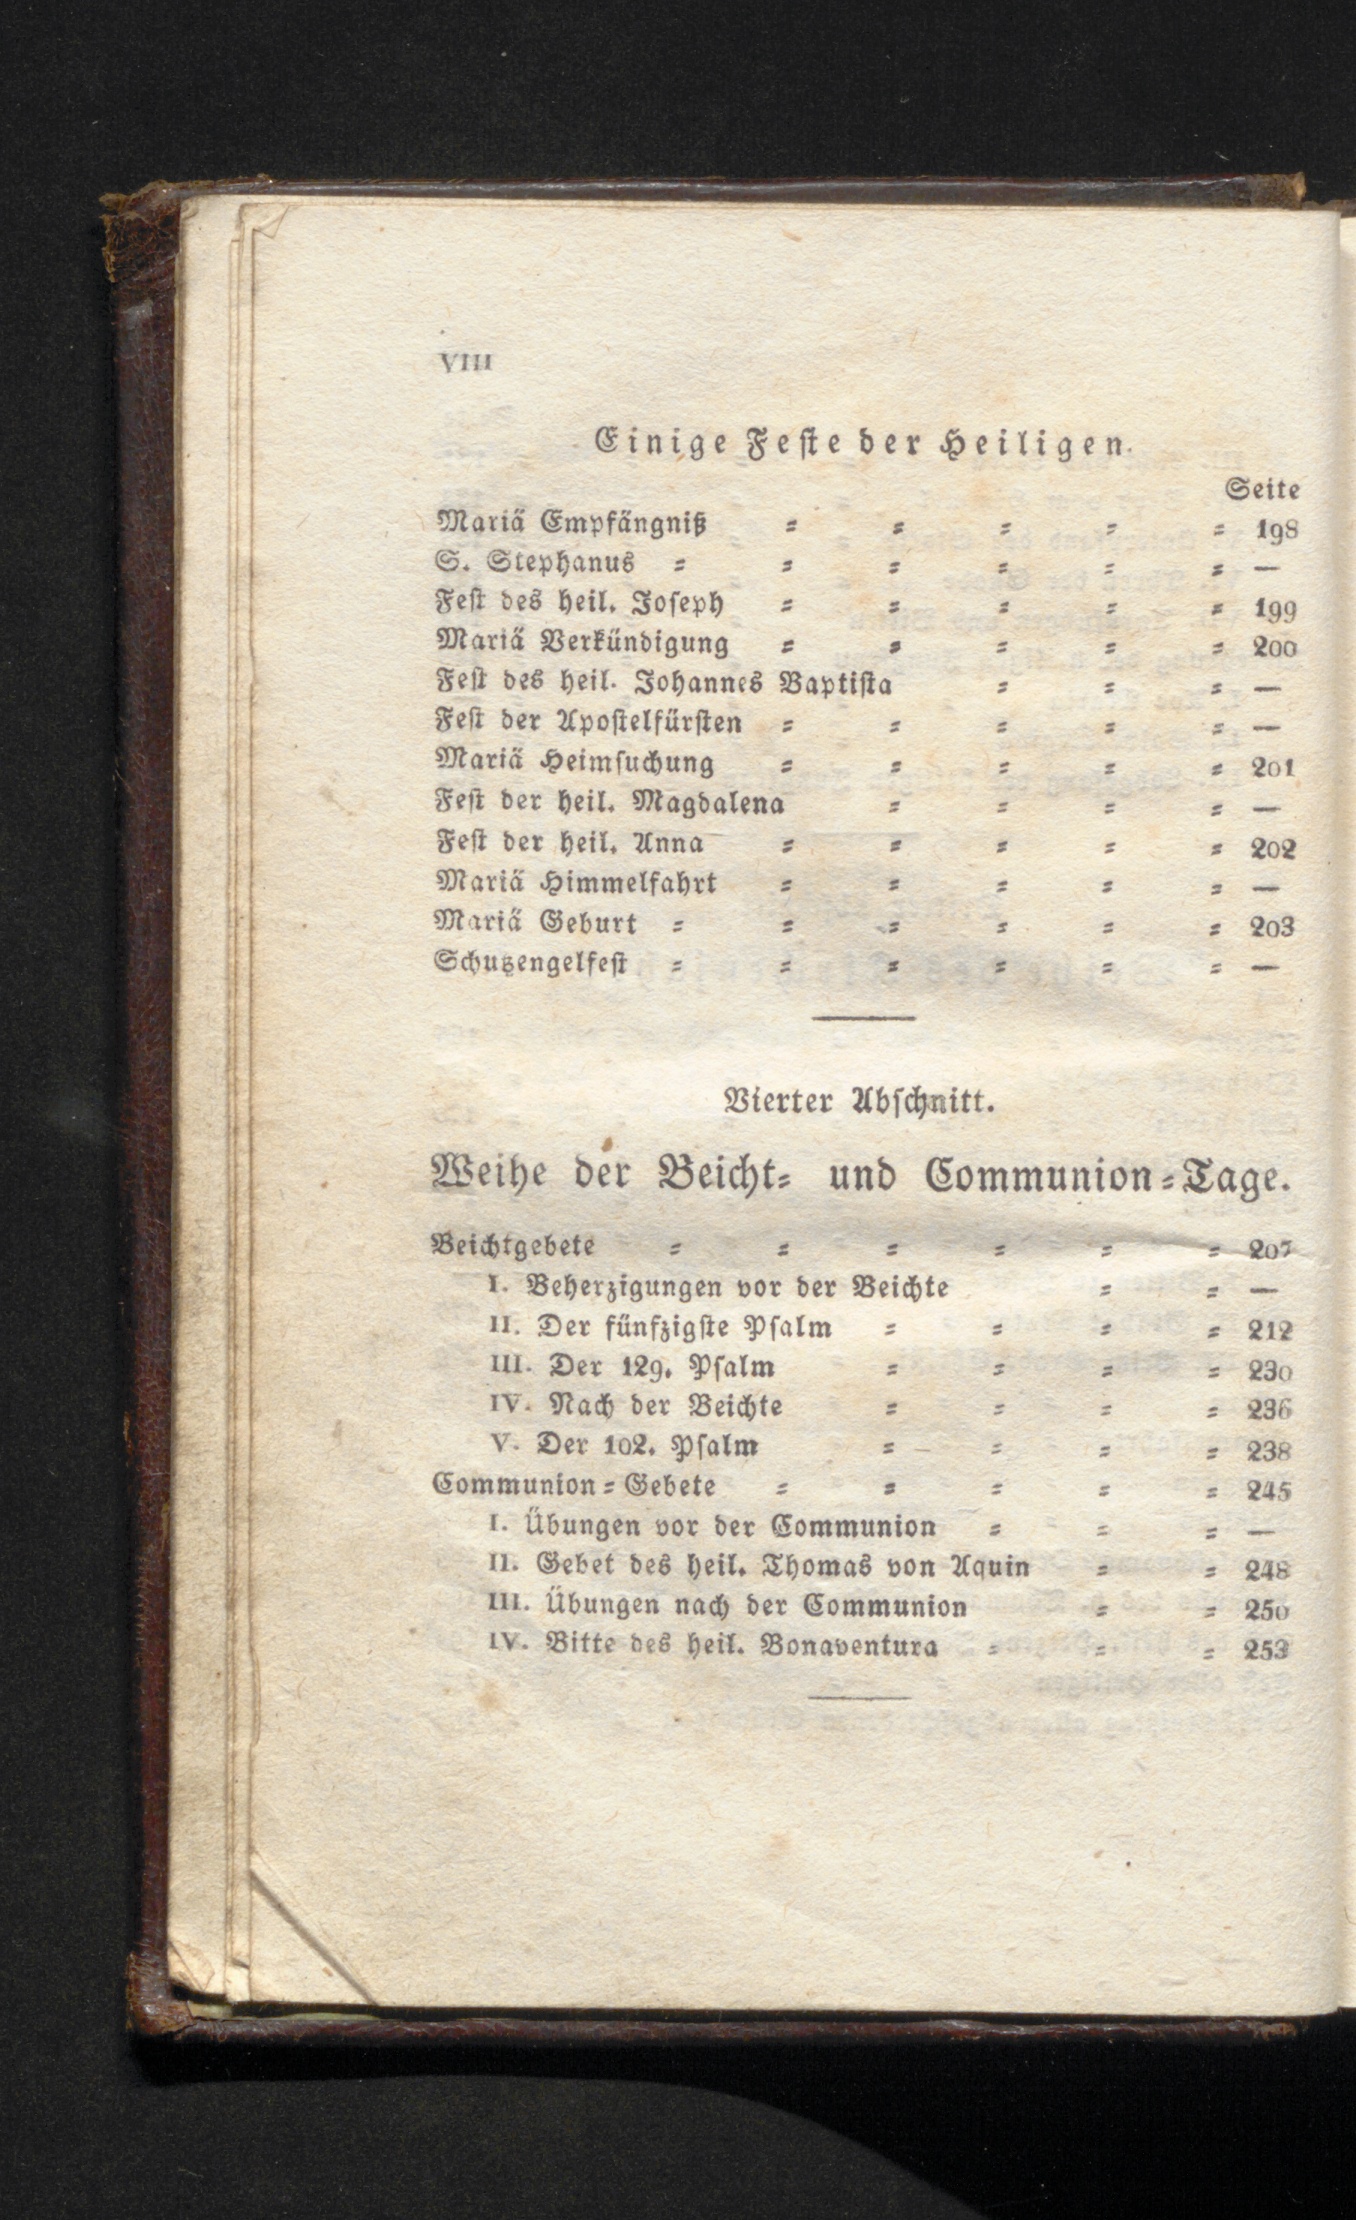 VIII
Einige Feste der Heiligen.
Seite
Mariä Empfängniß = = = = = 198
S. Stephanus = = = = = = —
Fest des heil. Joseph = = = = = 199
Mariä Verkündigung = = = = = 200
Fest des heil. Johannes Baptista = = = —
Fest der Apostelfürsten = = = = = —
Mariä Heimsuchung = = = = = 201
Fest der heil. Magdalena = = = = —
Fest der heil. Anna = = = = = 202
Mariä Himmelfahrt = = = = = —
Mariä Geburt = = = = = = 203
Schutzengelfest = = = = = = —
Vierter Abschnitt.
Weihe der Beicht= und Communion=Tage.
Beichtgebete = = = = = = 207
I. Beherzigungen vor der Beichte = = —
II. Der fünfzigste Psalm = = = = 212
III. Der 129. Psalm = = = = 230
IV. Nach der Beichte = = = = 236
V. Der 102. Psalm = = = = 238
Communion=Gebete = = = = = 245
I. Übungen vor der Communion = = = —
II. Gebet des heil. Thomas von Aquin = = 248
III. Übungen nach der Communion = = 250
IV. Bitte des heil. Bonaventura = = = 253